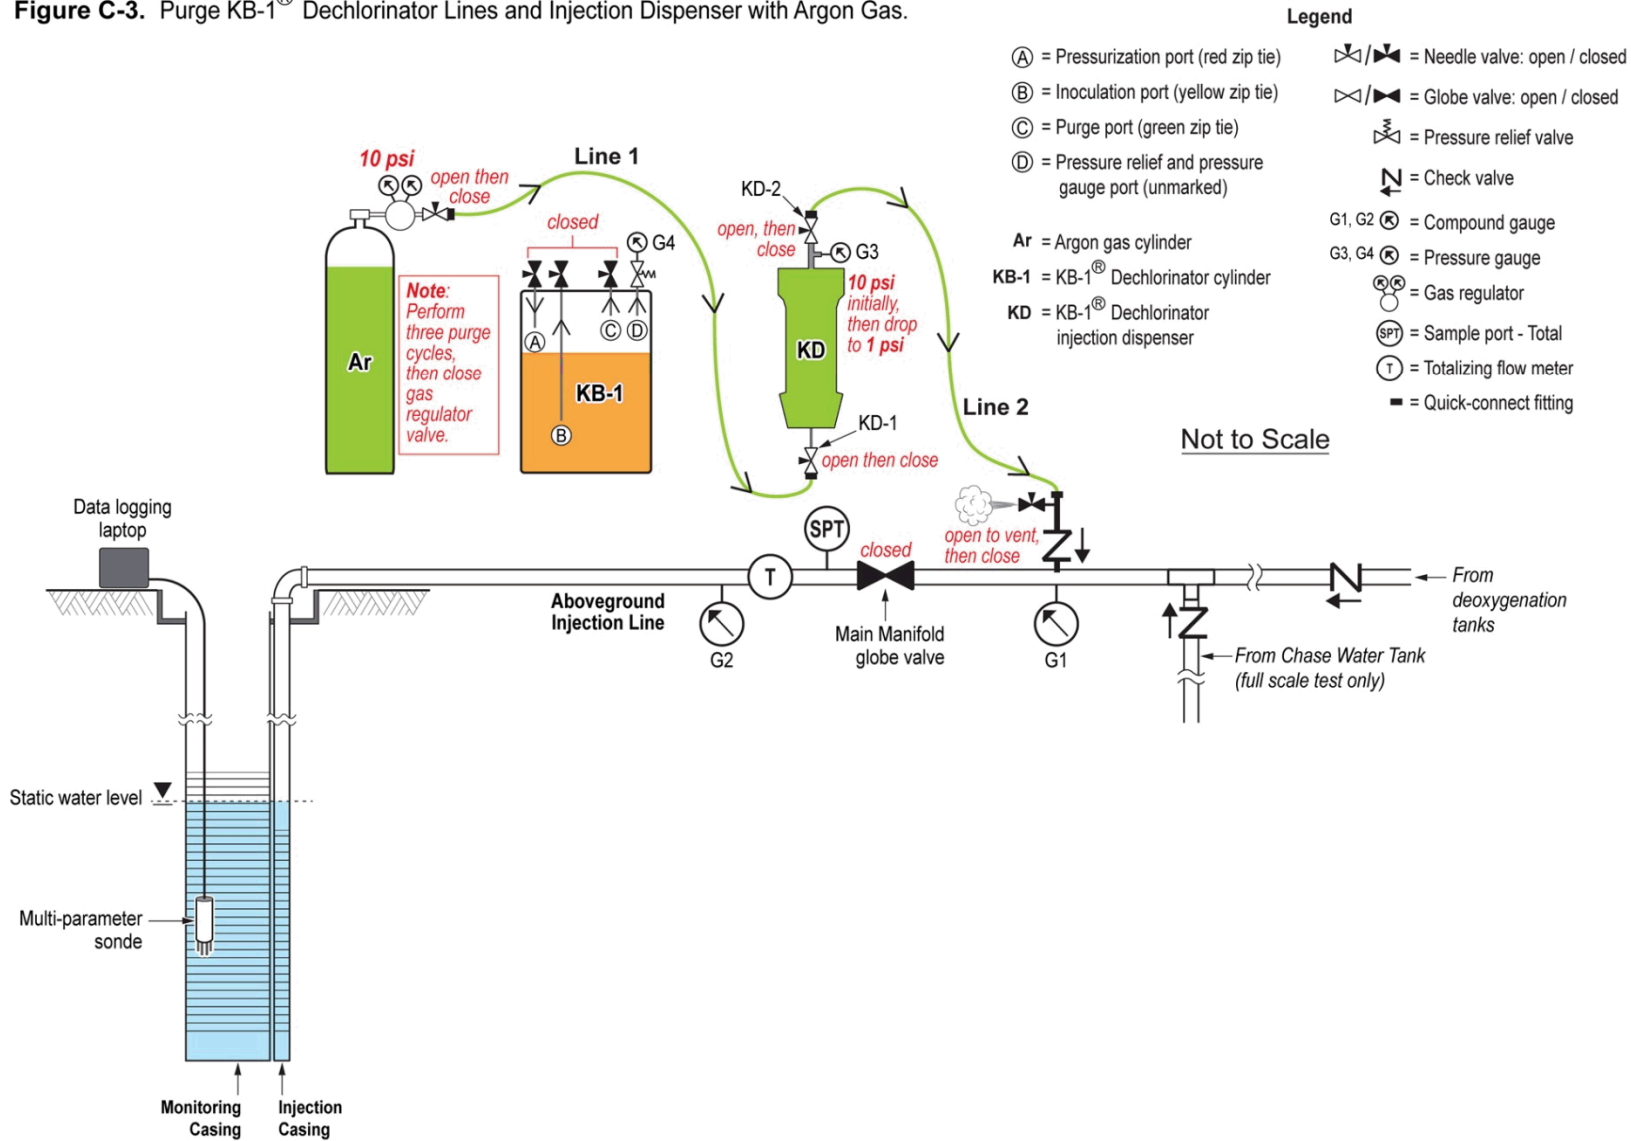 Figure C-3. Purge KB-1® Dechlorinator Lines and Injection Dispenser with Argon Gas.
Legend
Ⓐ = Pressurization port (red zip tie)
Ⓑ = Inoculation port (yellow zip tie)
Ⓒ = Purge port (green zip tie)
Ⓓ = Pressure relief and pressure
gauge port (unmarked)
Ar = Argon gas cylinder
KB-1 = KB-1® Dechlorinator cylinder
KD = KB-1® Dechlorinator
injection dispenser
/ = Needle valve: open / closed
/ = Globe valve: open / closed
= Pressure relief valve
= Check valve
G1, G2 = Compound gauge
G3, G4 = Pressure gauge
= Gas regulator
SPT = Sample port - Total
T = Totalizing flow meter
= Quick-connect fitting
Not to Scale
10 psi
open then
close
Line 1
closed
G4
Note:
Perform
three purge
cycles,
then close
gas
regulator
valve.
Ar
A
C
D
KB-1
B
KD-2
open, then
close
G3
10 psi
initially,
then drop
to 1 psi
KD
KD-1
open then close
Line 2
open to vent,
then close
Data logging
laptop
SPT
closed
T
Aboveground
Injection Line
G2
Main Manifold
globe valve
G1
From
deoxygenation
tanks
From Chase Water Tank
(full scale test only)
Static water level
Multi-parameter
sonde
Monitoring
Casing
Injection
Casing